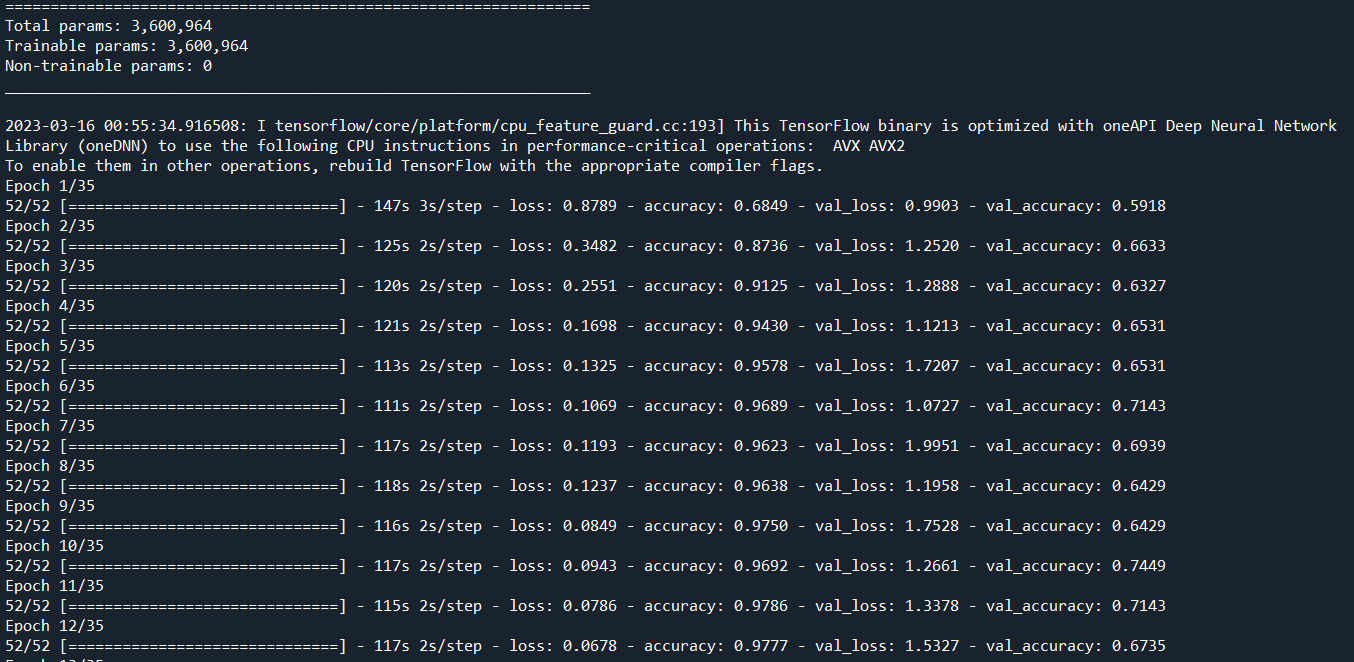 =================================================================
Total params: 3,600,964
Trainable params: 3,600,964
Non-trainable params: 0
_________________________________________________________________
2023-03-16 00:55:34.916508: I tensorflow/core/platform/cpu_feature_guard.cc:193] This TensorFlow binary is optimized with oneAPI Deep Neural Network
Library (oneDNN) to use the following CPU instructions in performance-critical operations:  AVX AVX2
To enable them in other operations, rebuild TensorFlow with the appropriate compiler flags.
Epoch 1/35
52/52 [==============================] - 147s 3s/step - loss: 0.8789 - accuracy: 0.6849 - val_loss: 0.9903 - val_accuracy: 0.5918
Epoch 2/35
52/52 [==============================] - 125s 2s/step - loss: 0.3482 - accuracy: 0.8736 - val_loss: 1.2520 - val_accuracy: 0.6633
Epoch 3/35
52/52 [==============================] - 120s 2s/step - loss: 0.2551 - accuracy: 0.9125 - val_loss: 1.2888 - val_accuracy: 0.6327
Epoch 4/35
52/52 [==============================] - 121s 2s/step - loss: 0.1698 - accuracy: 0.9430 - val_loss: 1.1213 - val_accuracy: 0.6531
Epoch 5/35
52/52 [==============================] - 113s 2s/step - loss: 0.1325 - accuracy: 0.9578 - val_loss: 1.7207 - val_accuracy: 0.6531
Epoch 6/35
52/52 [==============================] - 111s 2s/step - loss: 0.1069 - accuracy: 0.9689 - val_loss: 1.0727 - val_accuracy: 0.7143
Epoch 7/35
52/52 [==============================] - 117s 2s/step - loss: 0.1193 - accuracy: 0.9623 - val_loss: 1.9951 - val_accuracy: 0.6939
Epoch 8/35
52/52 [==============================] - 118s 2s/step - loss: 0.1237 - accuracy: 0.9638 - val_loss: 1.1958 - val_accuracy: 0.6429
Epoch 9/35
52/52 [==============================] - 116s 2s/step - loss: 0.0849 - accuracy: 0.9750 - val_loss: 1.7528 - val_accuracy: 0.6429
Epoch 10/35
52/52 [==============================] - 117s 2s/step - loss: 0.0943 - accuracy: 0.9692 - val_loss: 1.2661 - val_accuracy: 0.7449
Epoch 11/35
52/52 [==============================] - 115s 2s/step - loss: 0.0786 - accuracy: 0.9786 - val_loss: 1.3378 - val_accuracy: 0.7143
Epoch 12/35
52/52 [==============================] - 117s 2s/step - loss: 0.0678 - accuracy: 0.9777 - val_loss: 1.5327 - val_accuracy: 0.6735